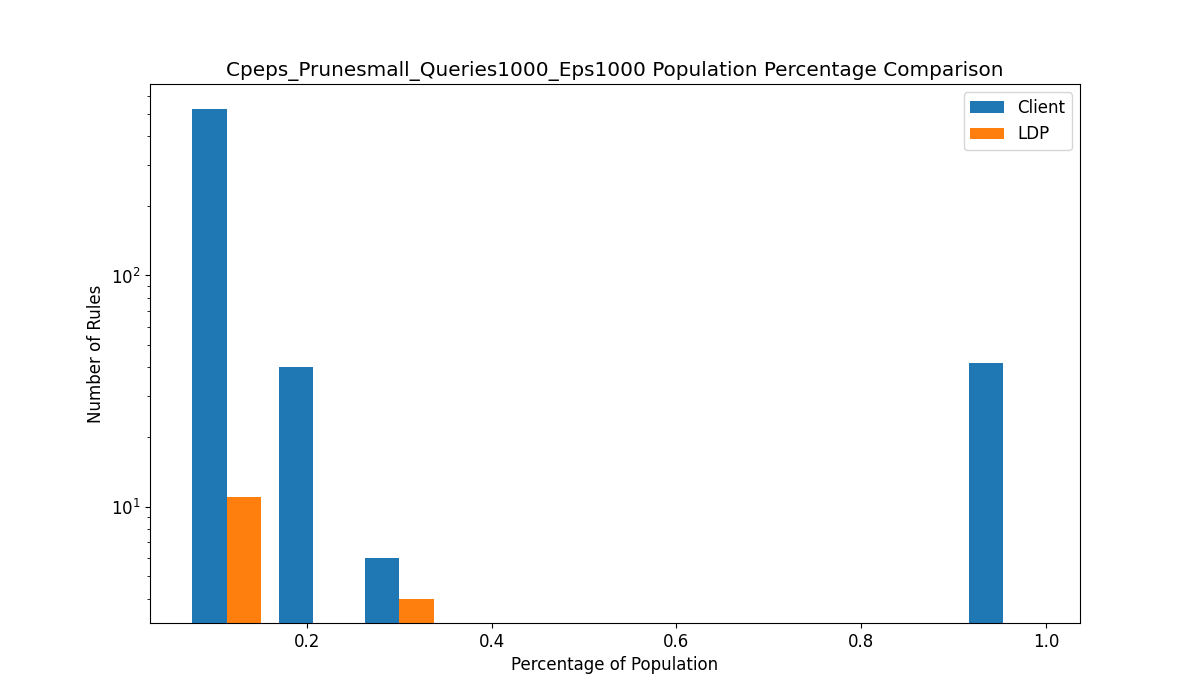 Cpeps_Prunesmall_Queries1000_Eps1000 Population Percentage Comparison
Client
LDP
Number of Rules
10²
10¹
0.2 0.4 0.6 0.8 1.0
Percentage of Population